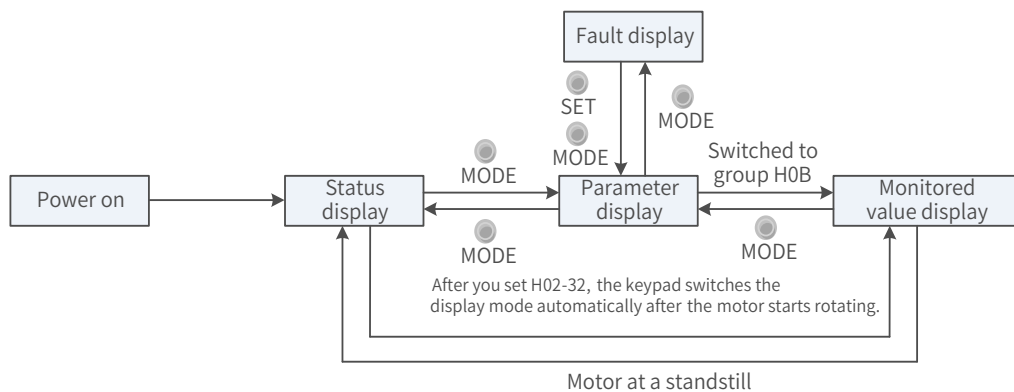 Fault display
SET
MODE
MODE
MODE
Switched to
group H0B
Power on
Status
display
Parameter
display
Monitored
value display
MODE
MODE
After you set H02-32, the keypad switches the
display mode automatically after the motor starts rotating.
Motor at a standstill